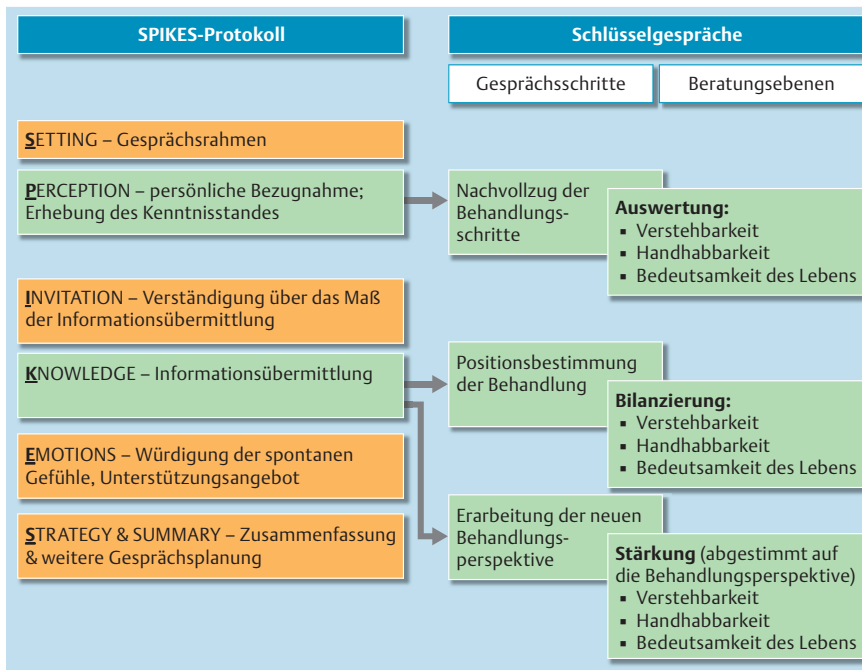 SPIKES-Protokoll
SETTING – Gesprächsrahmen
PERCEPTION – persönliche Bezugnahme;
Erhebung des Kenntnisstandes
INVITATION – Verständigung über das Maß
der Informationsübermittlung
KNOWLEDGE – Informationsübermittlung
EMOTIONS – Würdigung der spontanen
Gefühle, Unterstützungsangebot
STRATEGY & SUMMARY – Zusammenfassung
& weitere Gesprächsplanung
Schlüsselgespräche
Gesprächsschritte
Beratungsebenen
Nachvollzug der
Behandlungs-
schritte
Auswertung:
▪ Verstehbarkeit
▪ Handhabbarkeit
▪ Bedeutsamkeit des Lebens
Positionsbestimmung
der Behandlung
Bilanzierung:
▪ Verstehbarkeit
▪ Handhabbarkeit
▪ Bedeutsamkeit des Lebens
Erarbeitung der neuen
Behandlungs-
perspektive
Stärkung (abgestimmt auf
die Behandlungsperspektive)
▪ Verstehbarkeit
▪ Handhabbarkeit
▪ Bedeutsamkeit des Lebens